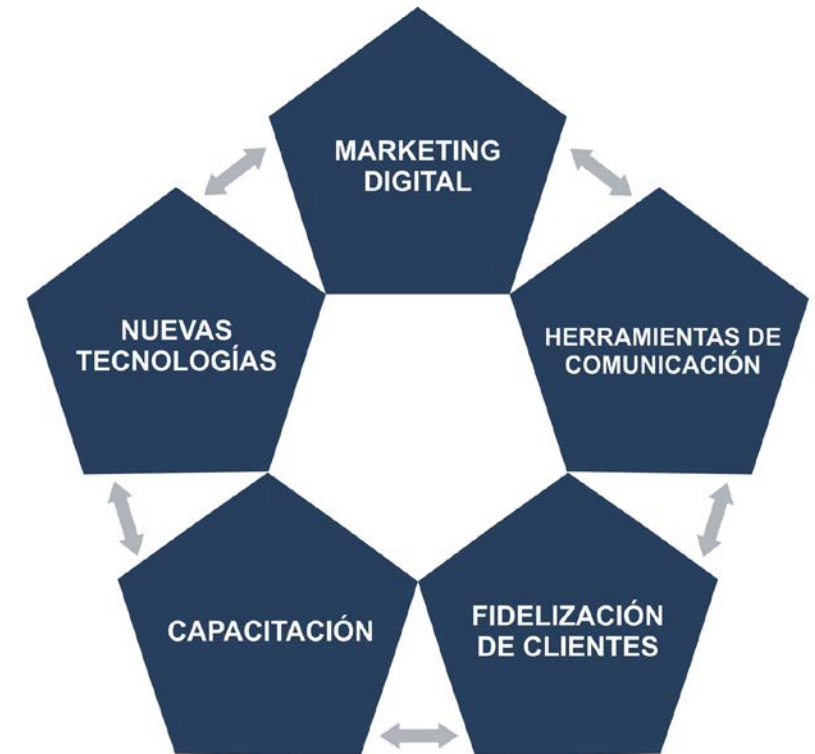 MARKETING
DIGITAL
NUEVAS
TECNOLOGÍAS
HERRAMIENTAS DE
COMUNICACIÓN
CAPACITACIÓN
FIDELIZACIÓN
DE CLIENTES